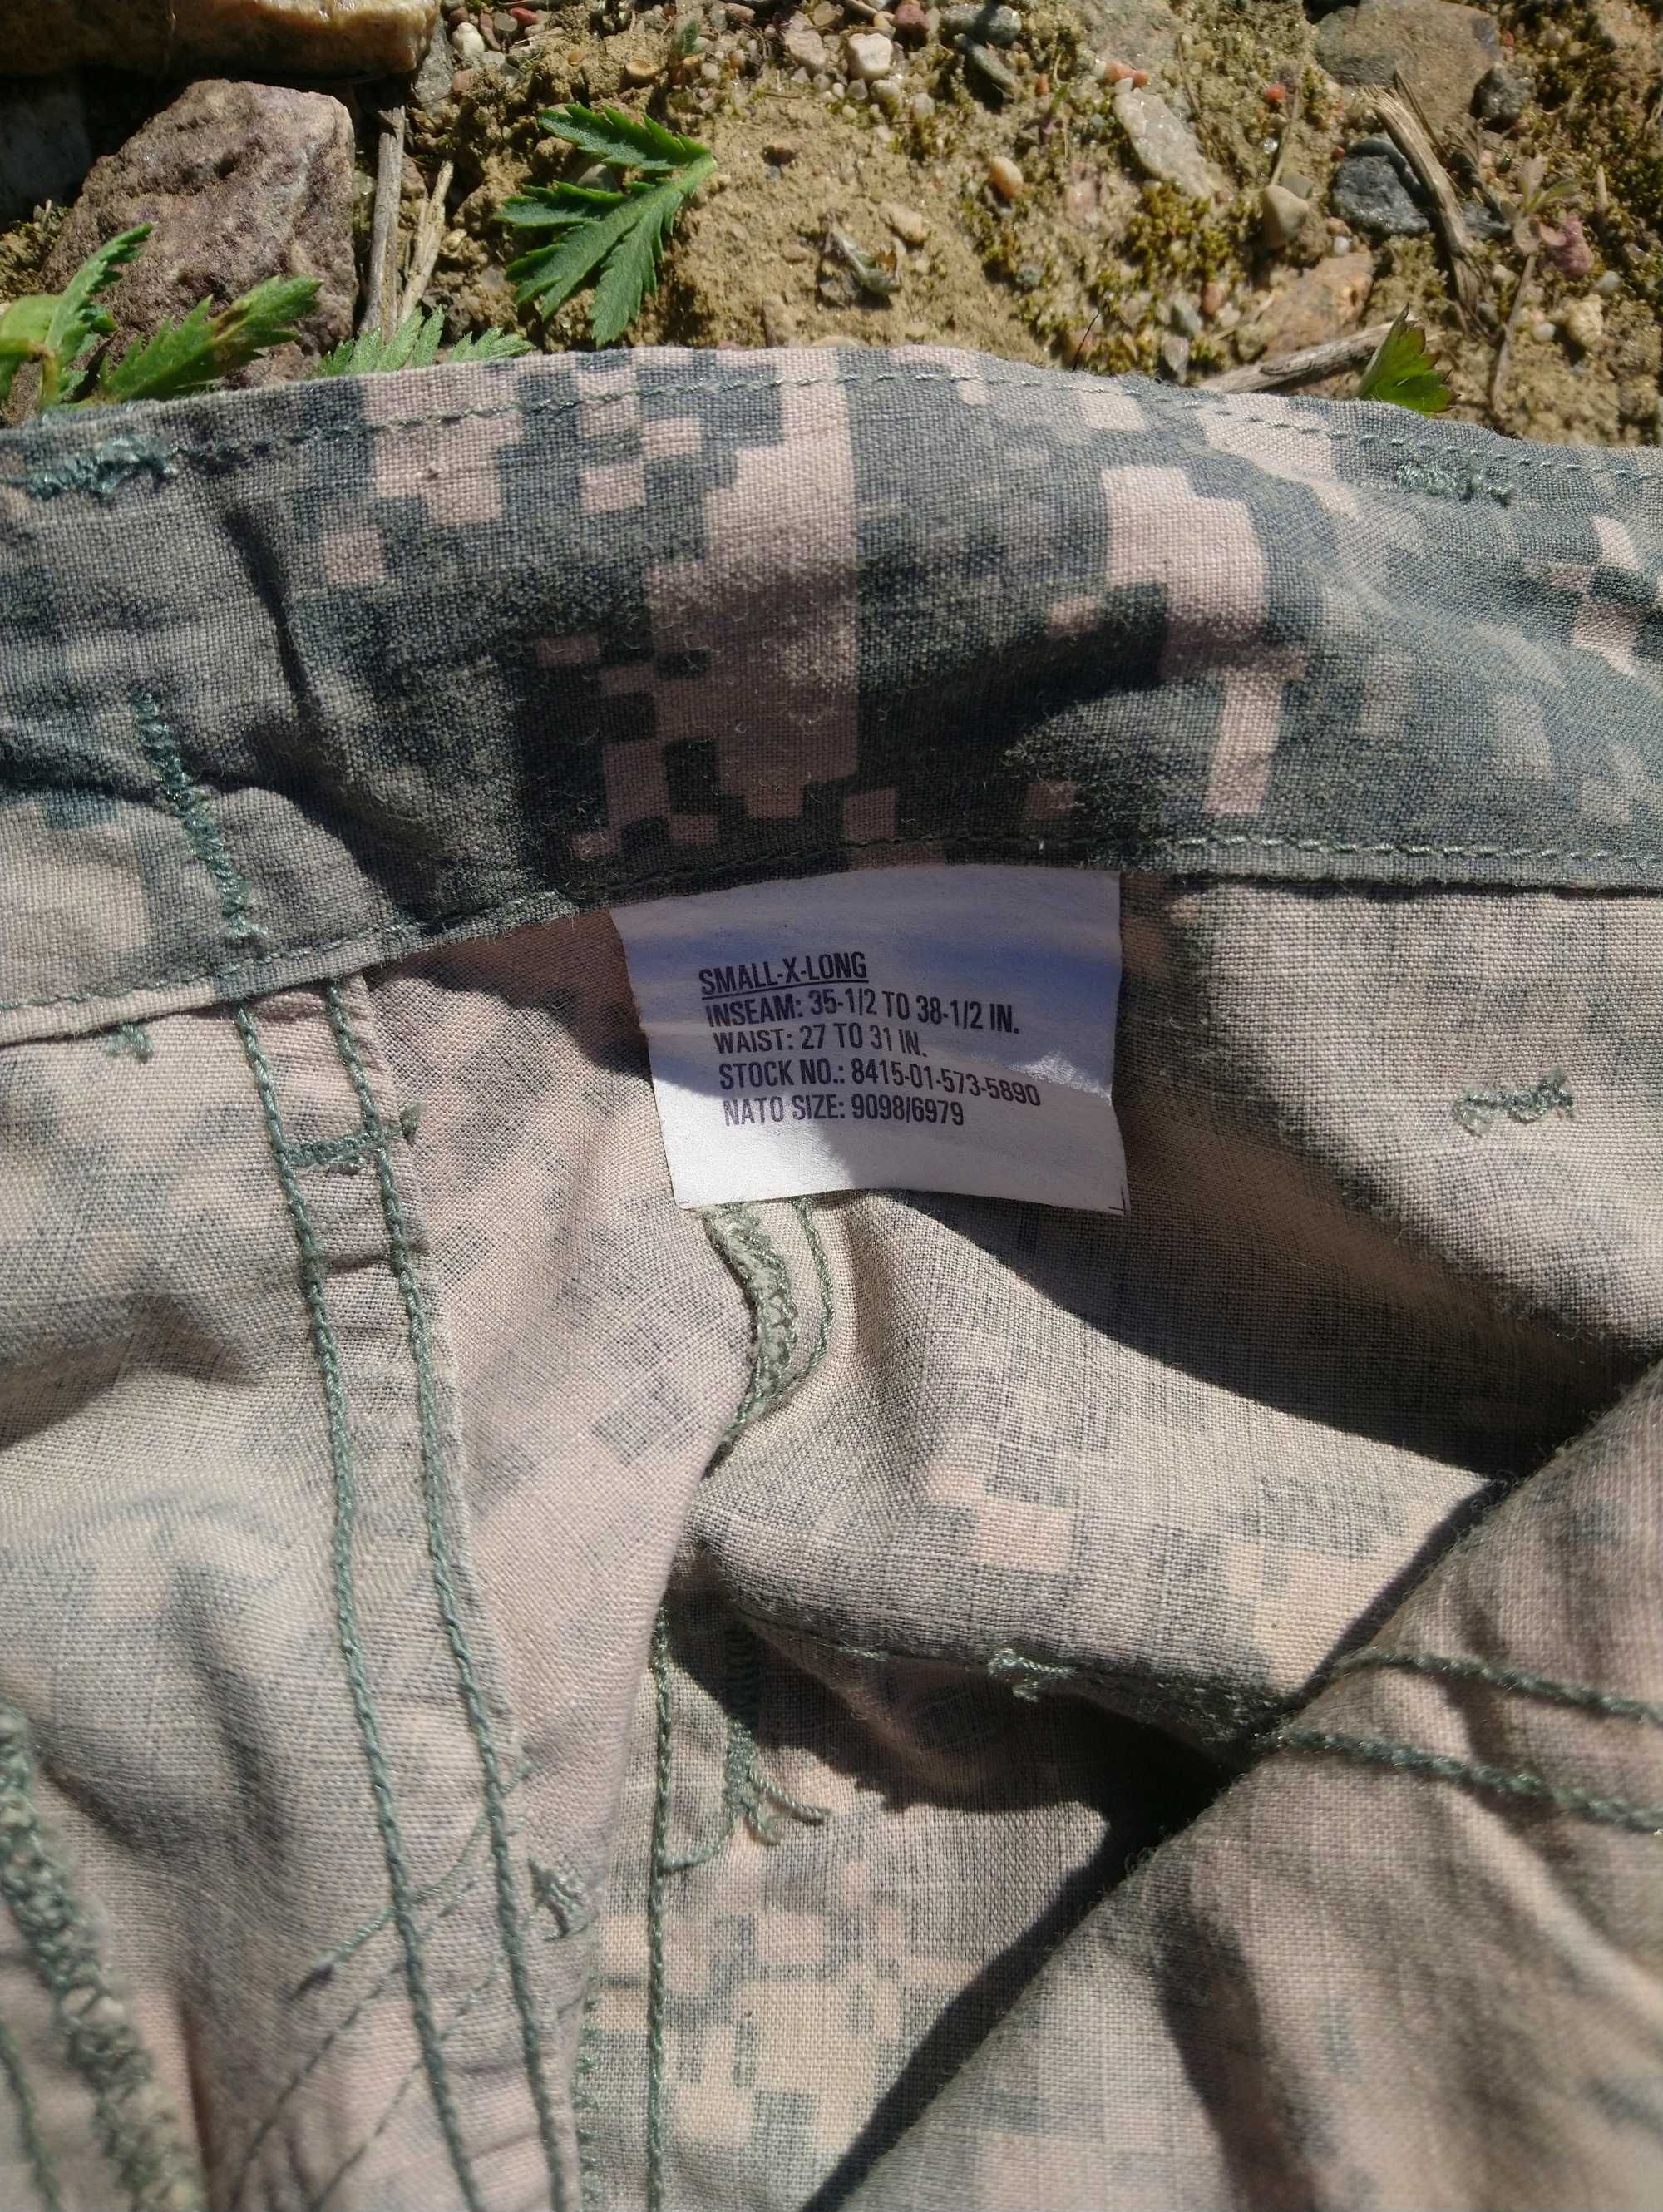 SMALL-X-LONG
INSEAM: 35-1/2 TO 38-1/2 IN.
WAIST: 27 TO 31 IN.
STOCK NO.: 8415-01-573-5890
NATO SIZE: 9098/6979